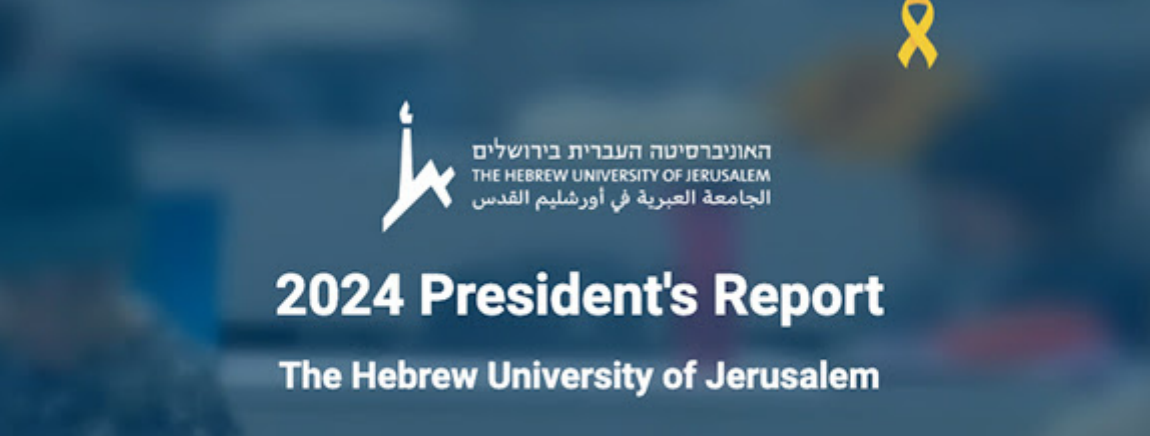 האוניברסיטה העברית בירושלים
THE HEBREW UNIVERSITY OF JERUSALEM
الجامعة العبرية في أورشليم القدس
2024 President's Report
The Hebrew University of Jerusalem